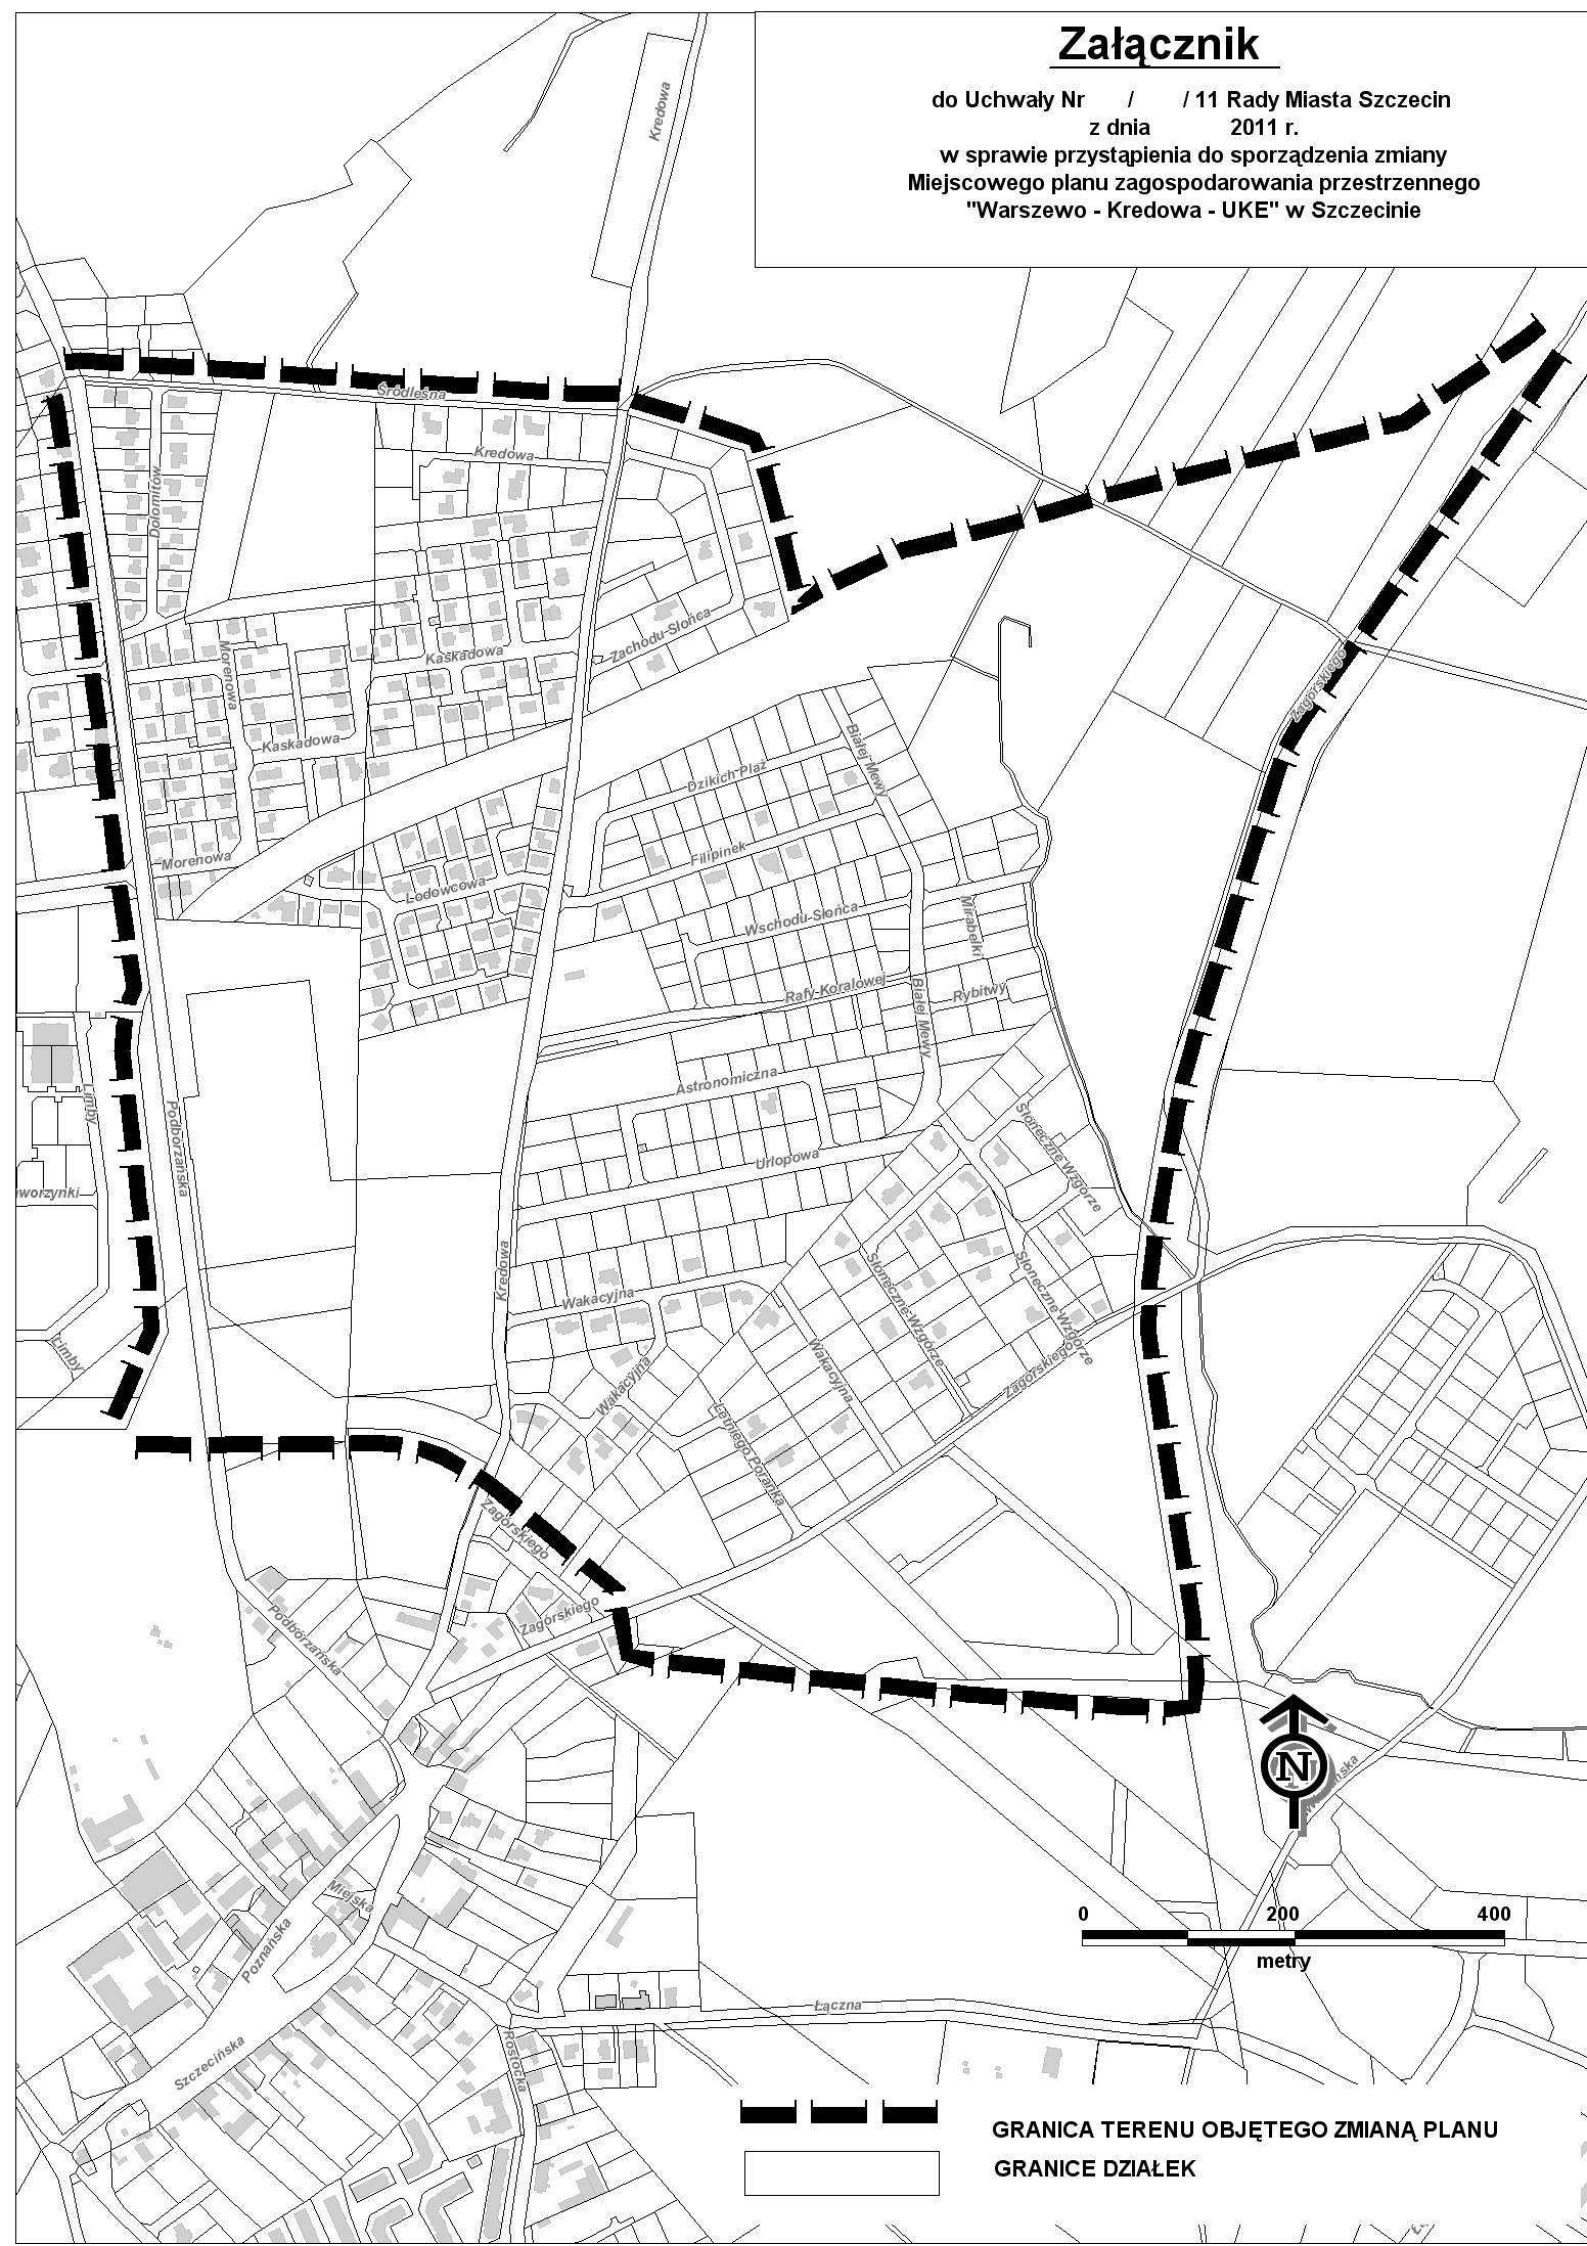 Załącznik
do Uchwały Nr / / 11 Rady Miasta Szczecin
z dnia 2011 r.
w sprawie przystąpienia do sporządzenia zmiany
Miejscowego planu zagospodarowania przestrzennego
"Warszewo - Kredowa - UKE" w Szczecinie
Kredowa
Śródleśna
Kredowa
Dolomitów
Zachodu-Słońca
Kaskadowa
Morenowa
Zagórskiego
Kaskadowa
Białej Mewy
Dzikich Plaż
Filipinek
Morenowa
Lodowcowa
Wschodu-Słońca
Mirabelki
Rafy-Koralowej
Rybitwy
Białej Mewy
Astronomiczna
Limby
Podborzańska
Słoneczne Wzgórze
Urlopowa
worzynki
Kredowa
Słoneczne-Wzgórze
Słoneczne-Wzgórze
Wakacyjna
Limby
Wakacyjna
Zagórskiego
Wakacyjna
Letniego Poranka
Zagórskiego
Zagórskiego
Podborzańska
N
ńska
Miejska
Poznańska
0 200 400
metry
Łączna
Szczecińska
Rostocka
GRANICA TERENU OBJĘTEGO ZMIANĄ PLANU
GRANICE DZIAŁEK